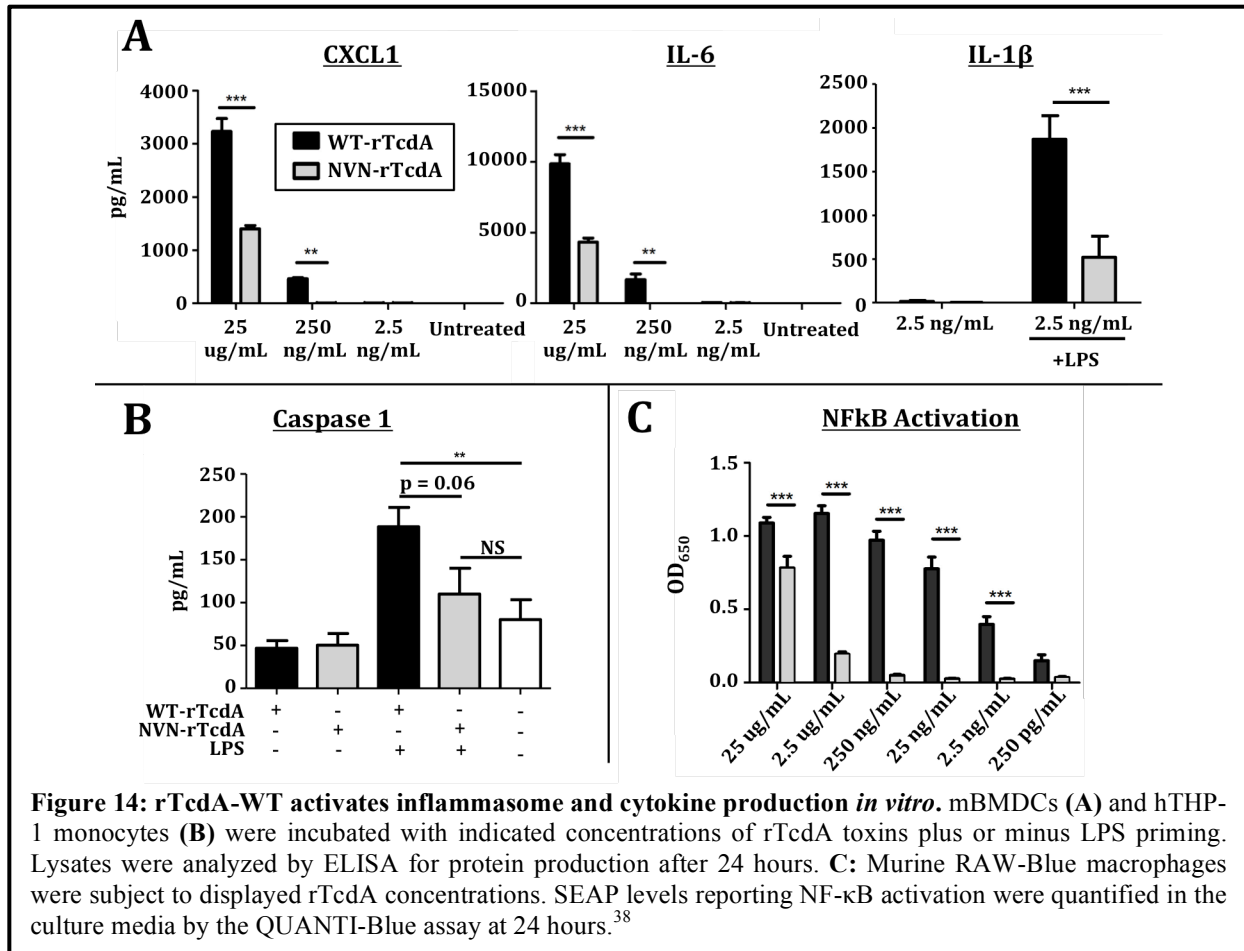 A
CXCL1
IL-6
IL-1β
4000
3000
2000
1000
0
pg/mL
***
**
WT-rTcdA
NVN-rTcdA
25 ug/mL
250 ng/mL
2.5 ng/mL
Untreated
15000
10000
5000
0
***
**
25 ug/mL
250 ng/mL
2.5 ng/mL
Untreated
2500
2000
1500
1000
500
0
***
2.5 ng/mL
2.5 ng/mL
+LPS
B
Caspase 1
250
200
150
100
50
0
pg/mL
**
p = 0.06
NS
WT-rTcdA + - + - -
NVN-rTcdA - + - + -
LPS - - + + -
C
NFkB Activation
1.5
1.0
0.5
0.0
OD650
***
***
***
***
***
25 ug/mL
2.5 ug/mL
250 ng/mL
25 ng/mL
2.5 ng/mL
250 pg/mL
Figure 14: rTcdA-WT activates inflammasome and cytokine production in vitro. mBMDCs (A) and hTHP-
1 monocytes (B) were incubated with indicated concentrations of rTcdA toxins plus or minus LPS priming.
Lysates were analyzed by ELISA for protein production after 24 hours. C: Murine RAW-Blue macrophages
were subject to displayed rTcdA concentrations. SEAP levels reporting NF-κB activation were quantified in the
culture media by the QUANTI-Blue assay at 24 hours.38